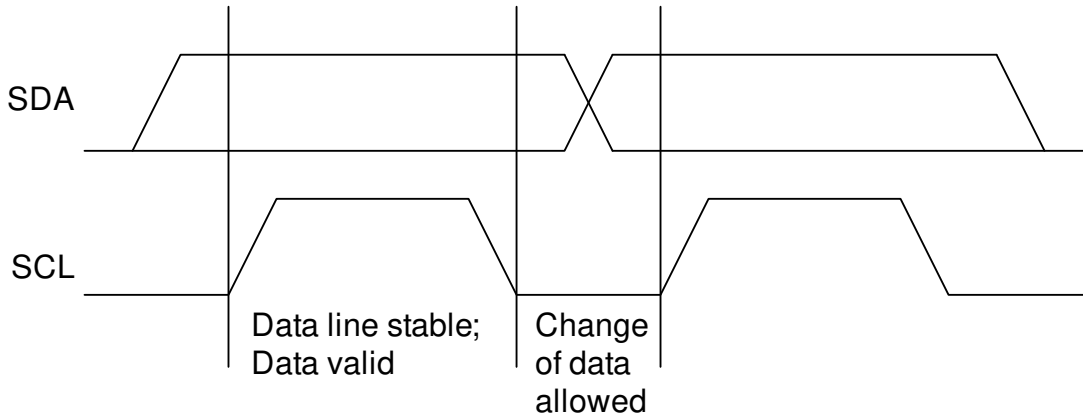 SDA
SCL
Data line stable;
Data valid
Change
of data
allowed